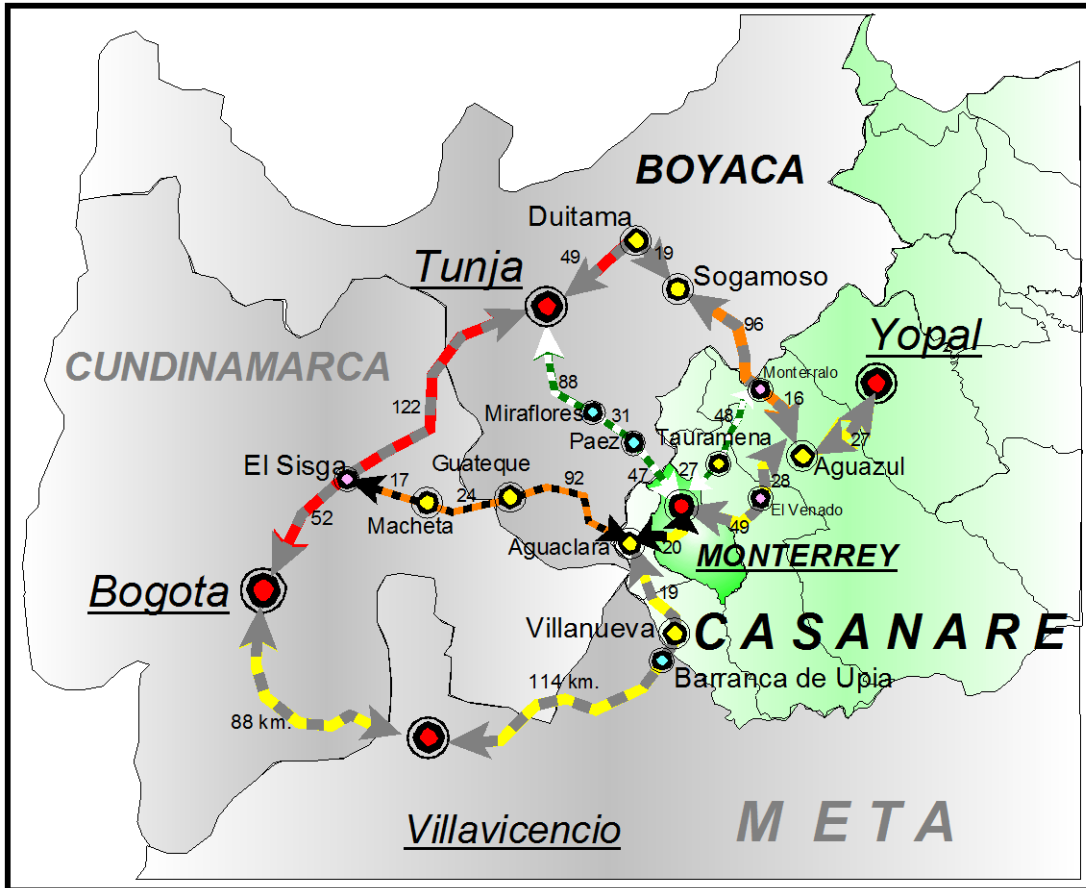 BOYACA
Duitama
49
19
Tunja
Sogamoso
96
Yopal
CUNDINAMARCA
Monterralo
16
88
122
Miraflores
31
48
Paez
Tauramena
27
Aguazul
El Sisga
Guateque
92
47
27
17
24
28
El Venado
Macheta
52
49
Aguaclara
20
MONTERREY
Bogota
19
Villanueva
CASANARE
114 km.
Barranca de Upia
88 km.
Villavicencio
META